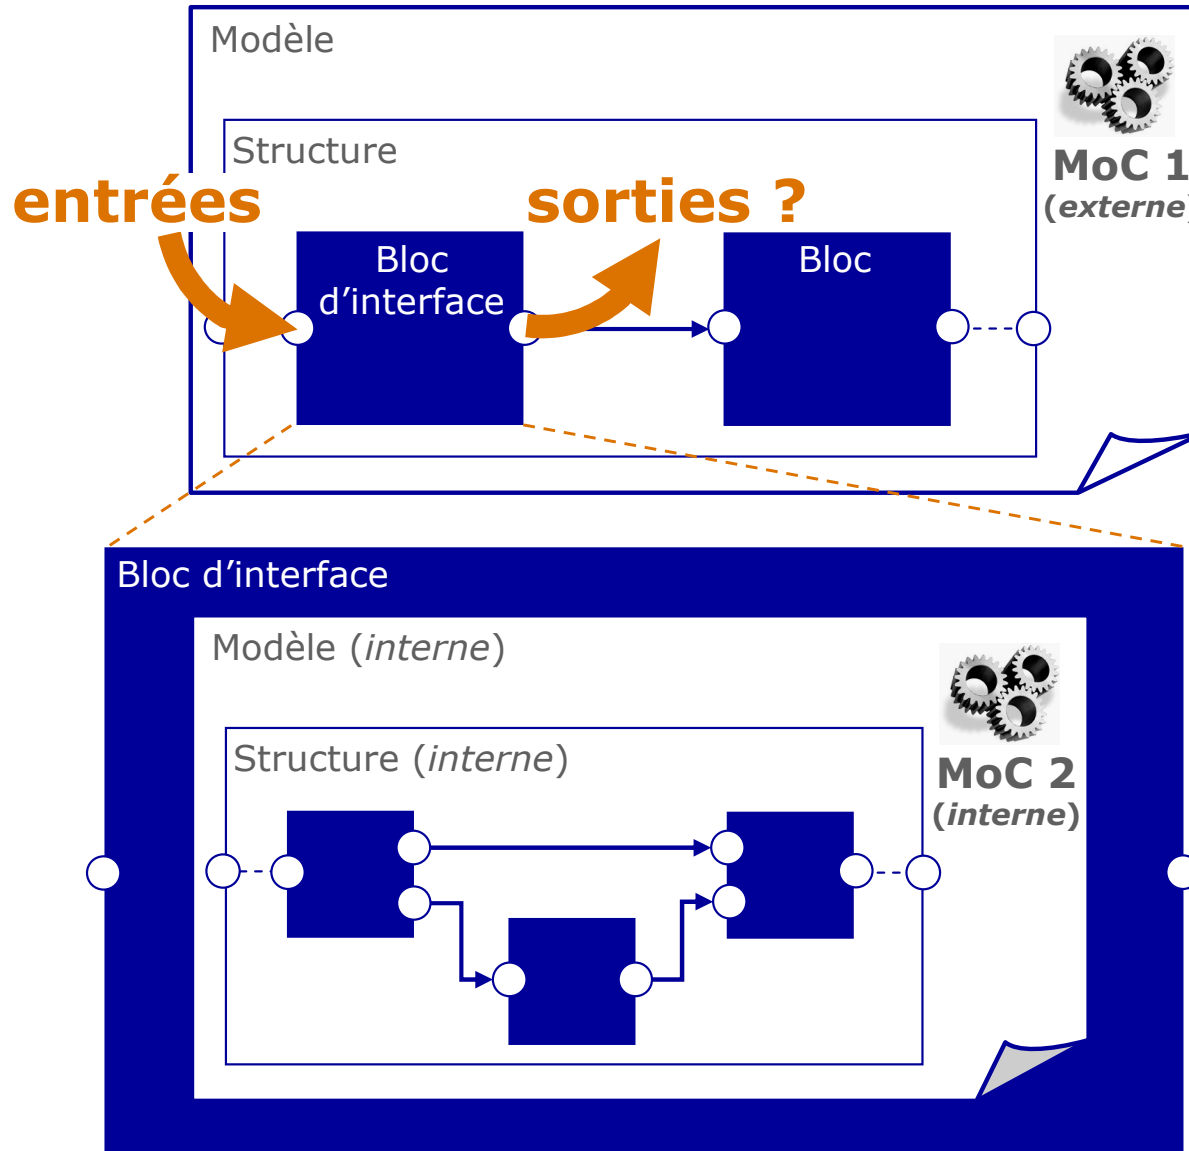 Modèle
Structure
MoC 1
(externe)
entrées
sorties ?
Bloc
d’interface
Bloc
Bloc d’interface
Modèle (interne)
Structure (interne)
MoC 2
(interne)